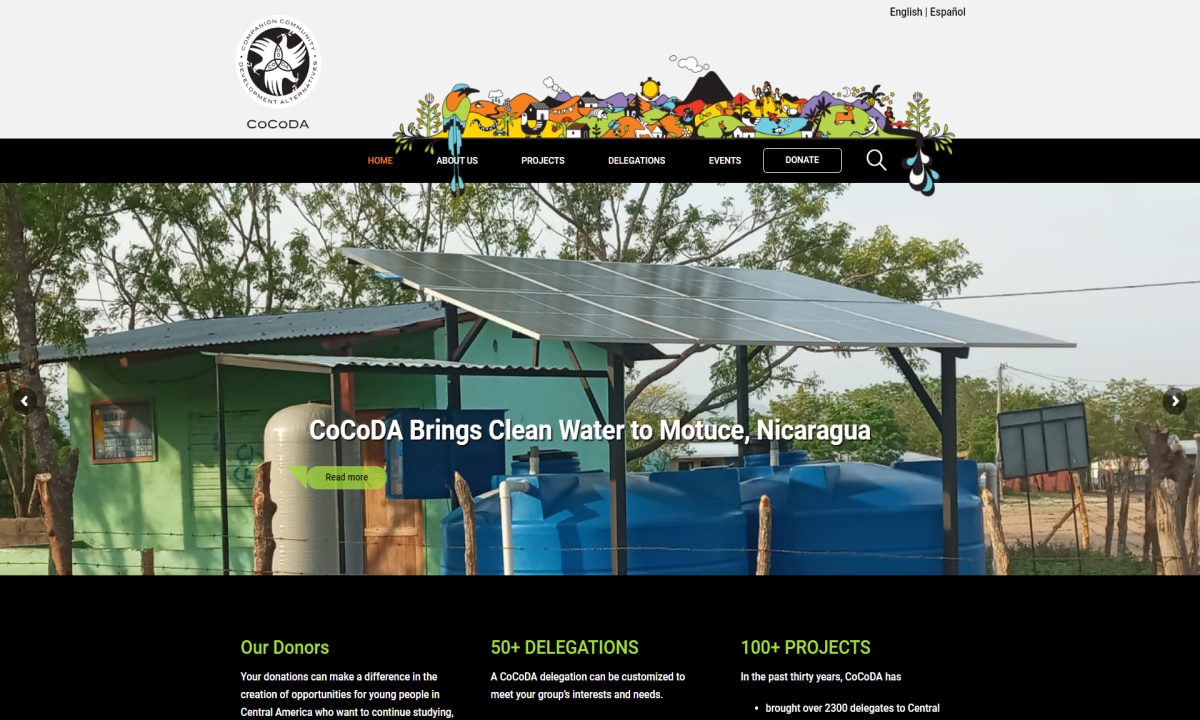 English | Español
COMPANION COMMUNITY
DEVELOPMENT ALTERNATIVES
CoCoDA
HOME ABOUT US PROJECTS DELEGATIONS EVENTS DONATE
CoCoDA Brings Clean Water to Motuce, Nicaragua
Read more
Our Donors
Your donations can make a difference in the
creation of opportunities for young people in
Central America who want to continue studying,
50+ DELEGATIONS
A CoCoDA delegation can be customized to
meet your group's interests and needs.
100+ PROJECTS
In the past thirty years, CoCoDA has
• brought over 2300 delegates to Central